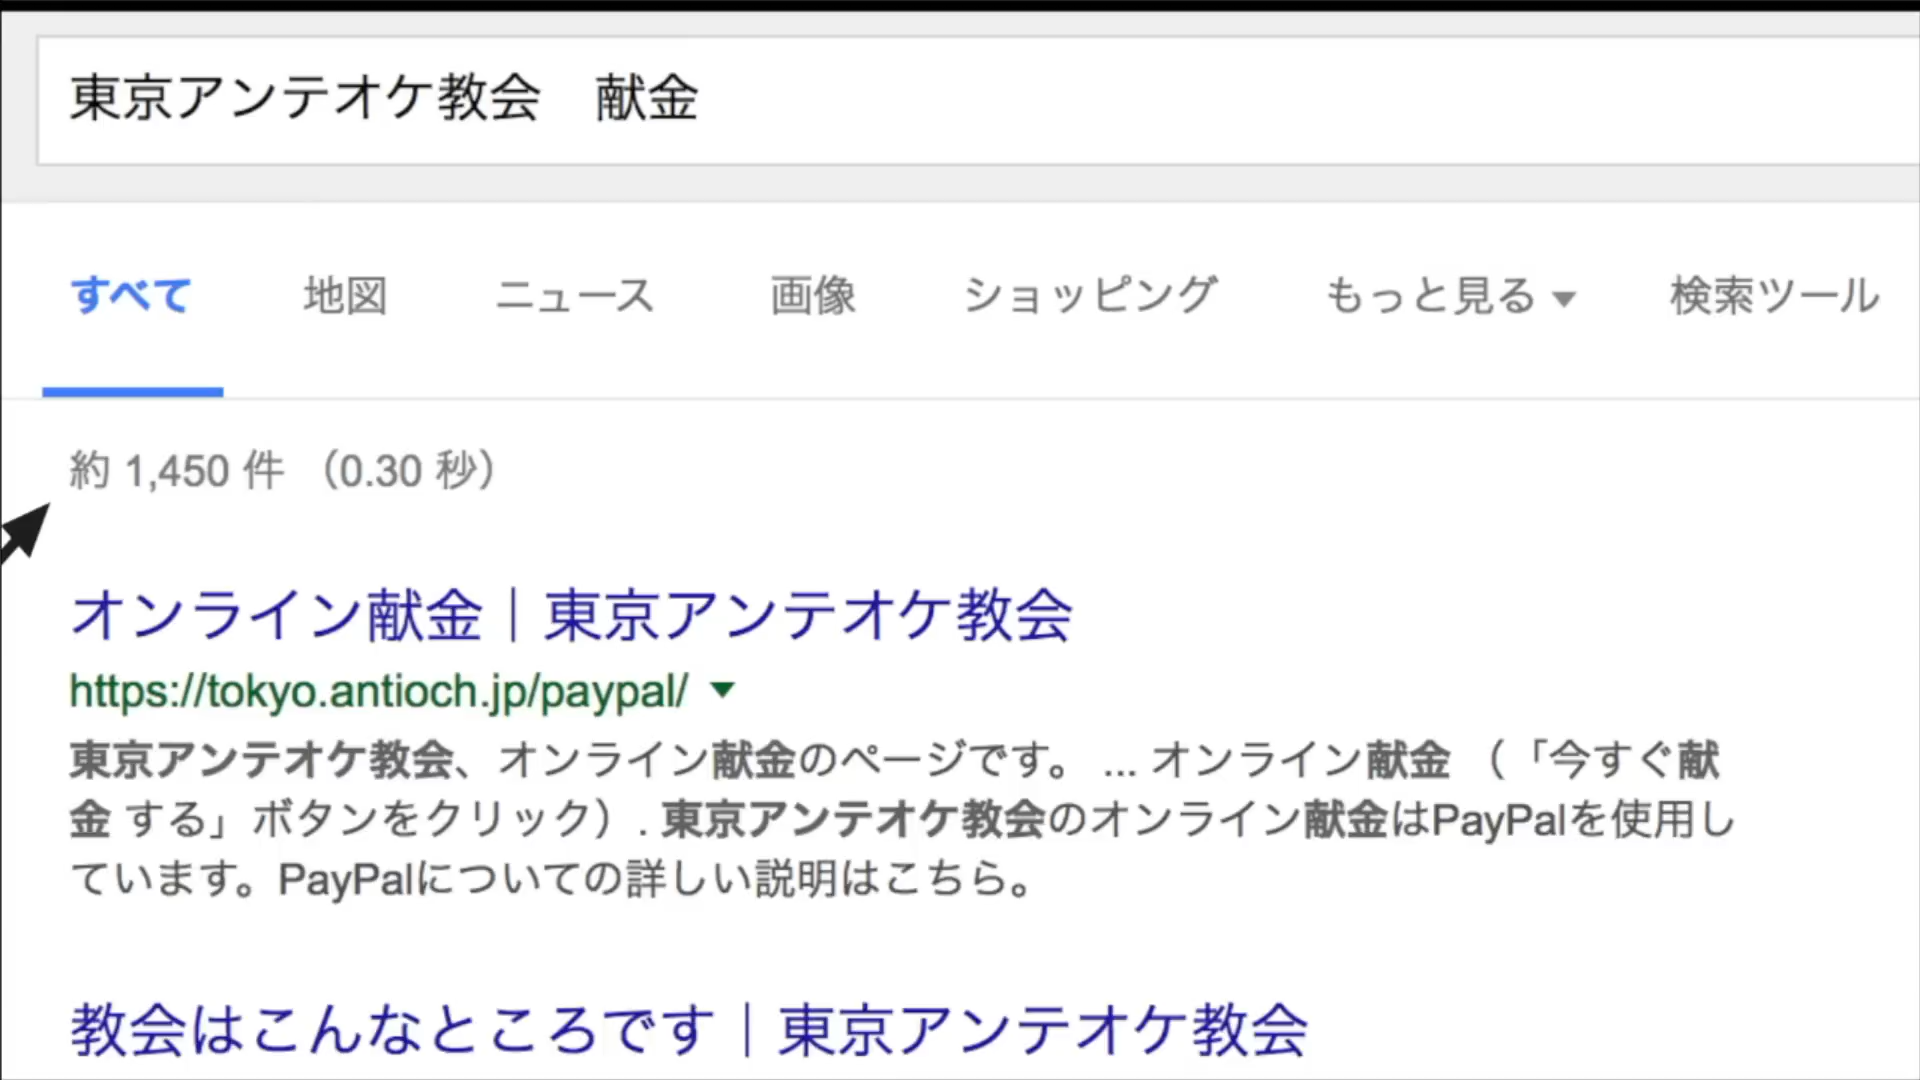 東京アンテオケ教会　献金
すべて 地図 ニュース 画像 ショッピング もっと見る ▼ 検索ツール
約 1,450 件 （0.30 秒）
オンライン献金｜東京アンテオケ教会
https://tokyo.antioch.jp/paypal/ ▼
東京アンテオケ教会、オンライン献金のページです。 ... オンライン献金 （「今すぐ献
金 する」ボタンをクリック）. 東京アンテオケ教会のオンライン献金はPayPalを使用し
ています。PayPalについての詳しい説明はこちら。
教会はこんなところです｜東京アンテオケ教会